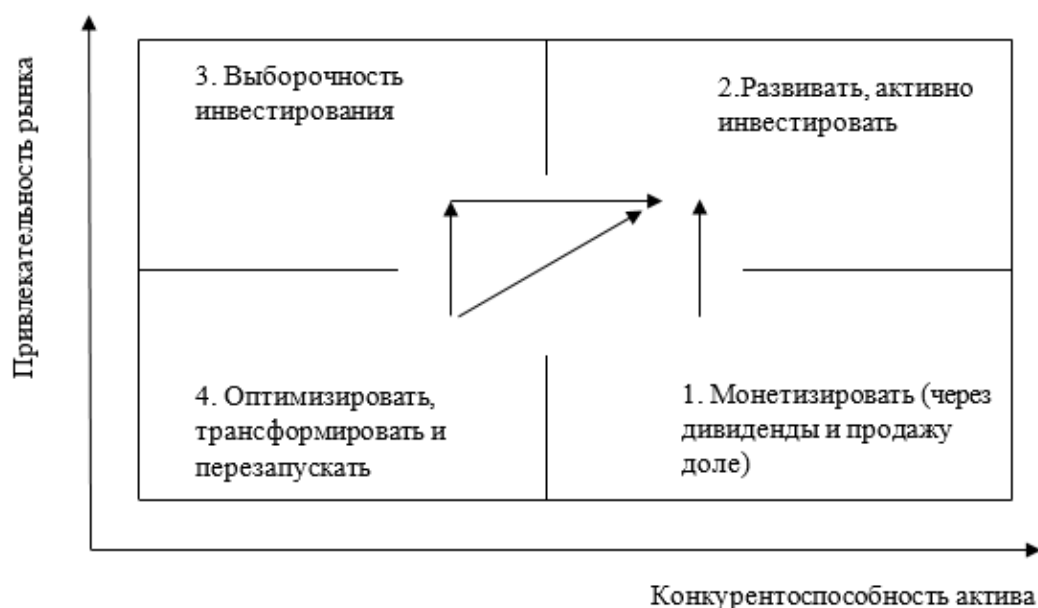 Привлекательность рынка
3. Выборочность
инвестирования
2.Развивать, активно
инвестировать
4. Оптимизировать,
трансформировать и
перезапускать
1. Монетизировать (через
дивиденды и продажу
доле)
Конкурентоспособность актива